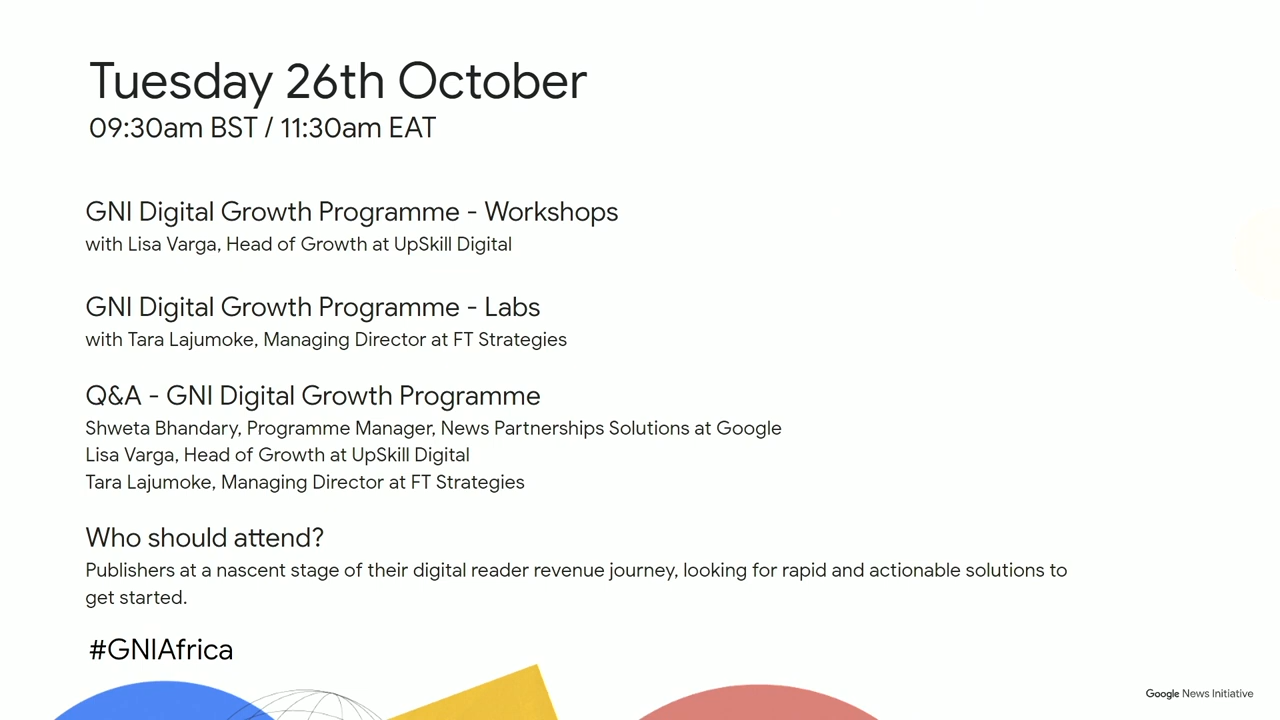 Tuesday 26th October
09:30am BST / 11:30am EAT
GNI Digital Growth Programme - Workshops
with Lisa Varga, Head of Growth at UpSkill Digital
GNI Digital Growth Programme - Labs
with Tara Lajumoke, Managing Director at FT Strategies
Q&A - GNI Digital Growth Programme
Shweta Bhandary, Programme Manager, News Partnerships Solutions at Google
Lisa Varga, Head of Growth at UpSkill Digital
Tara Lajumoke, Managing Director at FT Strategies
Who should attend?
Publishers at a nascent stage of their digital reader revenue journey, looking for rapid and actionable solutions to
get started.
#GNIAfrica
Google News Initiative